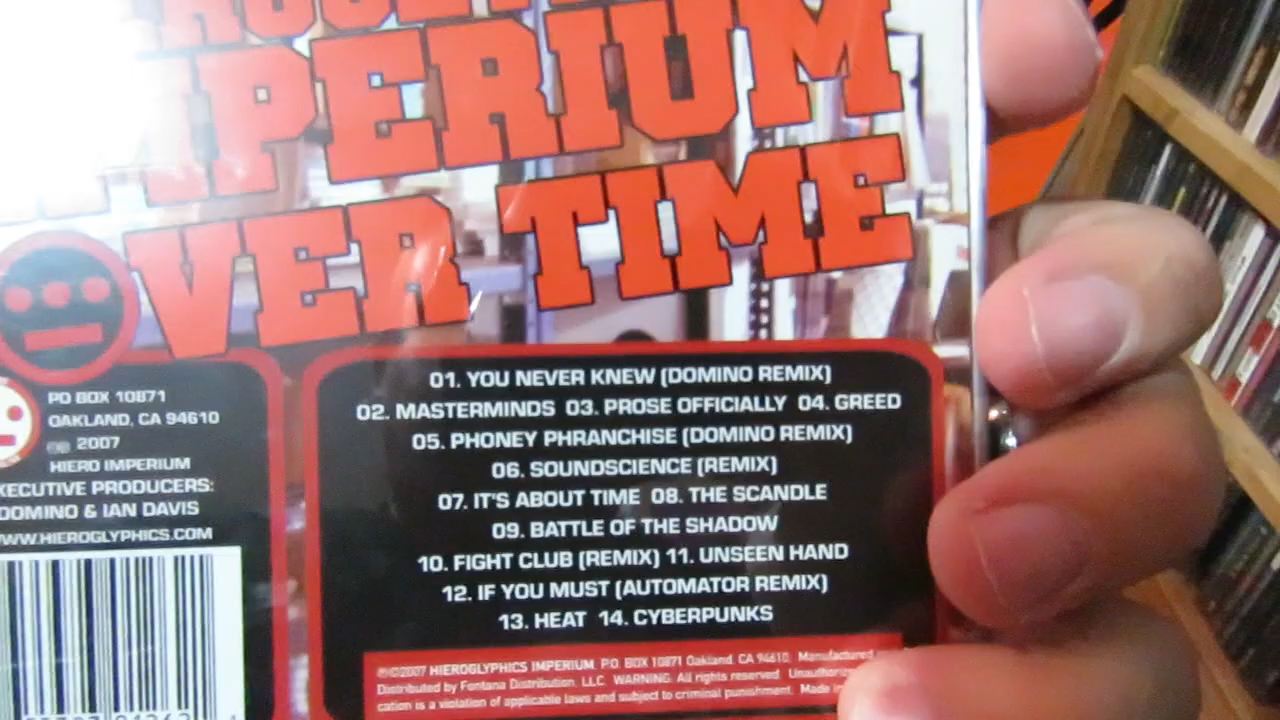 PERIUM
VER TIME
PO BOX 10871
OAKLAND, CA 94610
2007
HIERO IMPERIUM
XECUTIVE PRODUCERS:
DOMINO & IAN DAVIS
WWW.HIEROGLYPHICS.COM
01. YOU NEVER KNEW (DOMINO REMIX)
02. MASTERMINDS 03. PROSE OFFICIALLY 04. GREED
05. PHONEY PHRANCHISE (DOMINO REMIX)
06. SOUNDSCIENCE (REMIX)
07. IT'S ABOUT TIME 08. THE SCANDLE
09. BATTLE OF THE SHADOW
10. FIGHT CLUB (REMIX) 11. UNSEEN HAND
12. IF YOU MUST (AUTOMATOR REMIX)
13. HEAT 14. CYBERPUNKS
℗©2007 HIEROGLYPHICS IMPERIUM. P.O. BOX 10871 Oakland, CA 94610. Manufactured
Distributed by Fontana Distribution, LLC. WARNING: All rights reserved. Unauthoriz
cation is a violation of applicable laws and subject to criminal punishment. Made in